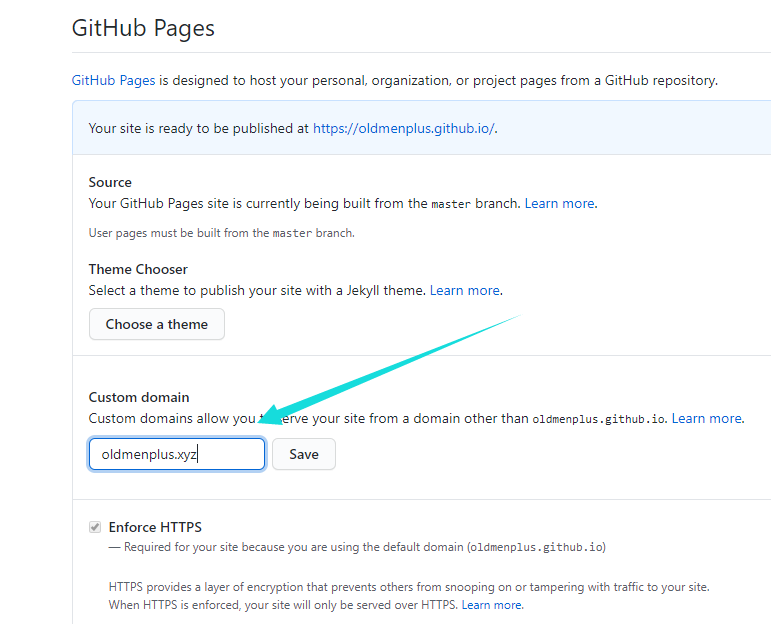 GitHub Pages
GitHub Pages is designed to host your personal, organization, or project pages from a GitHub repository.
Your site is ready to be published at https://oldmenplus.github.io/.
Source
Your GitHub Pages site is currently being built from the master branch. Learn more.
User pages must be built from the master branch.
Theme Chooser
Select a theme to publish your site with a Jekyll theme. Learn more.
Choose a theme
Custom domain
Custom domains allow you your site from a domain other than oldmenplus.github.io. Learn more.
oldmenplus.xyz
Save
Enforce HTTPS
— Required for your site because you are using the default domain (oldmenplus.github.io)
HTTPS provides a layer of encryption that prevents others from snooping on or tampering with traffic to your site.
When HTTPS is enforced, your site will only be served over HTTPS. Learn more.